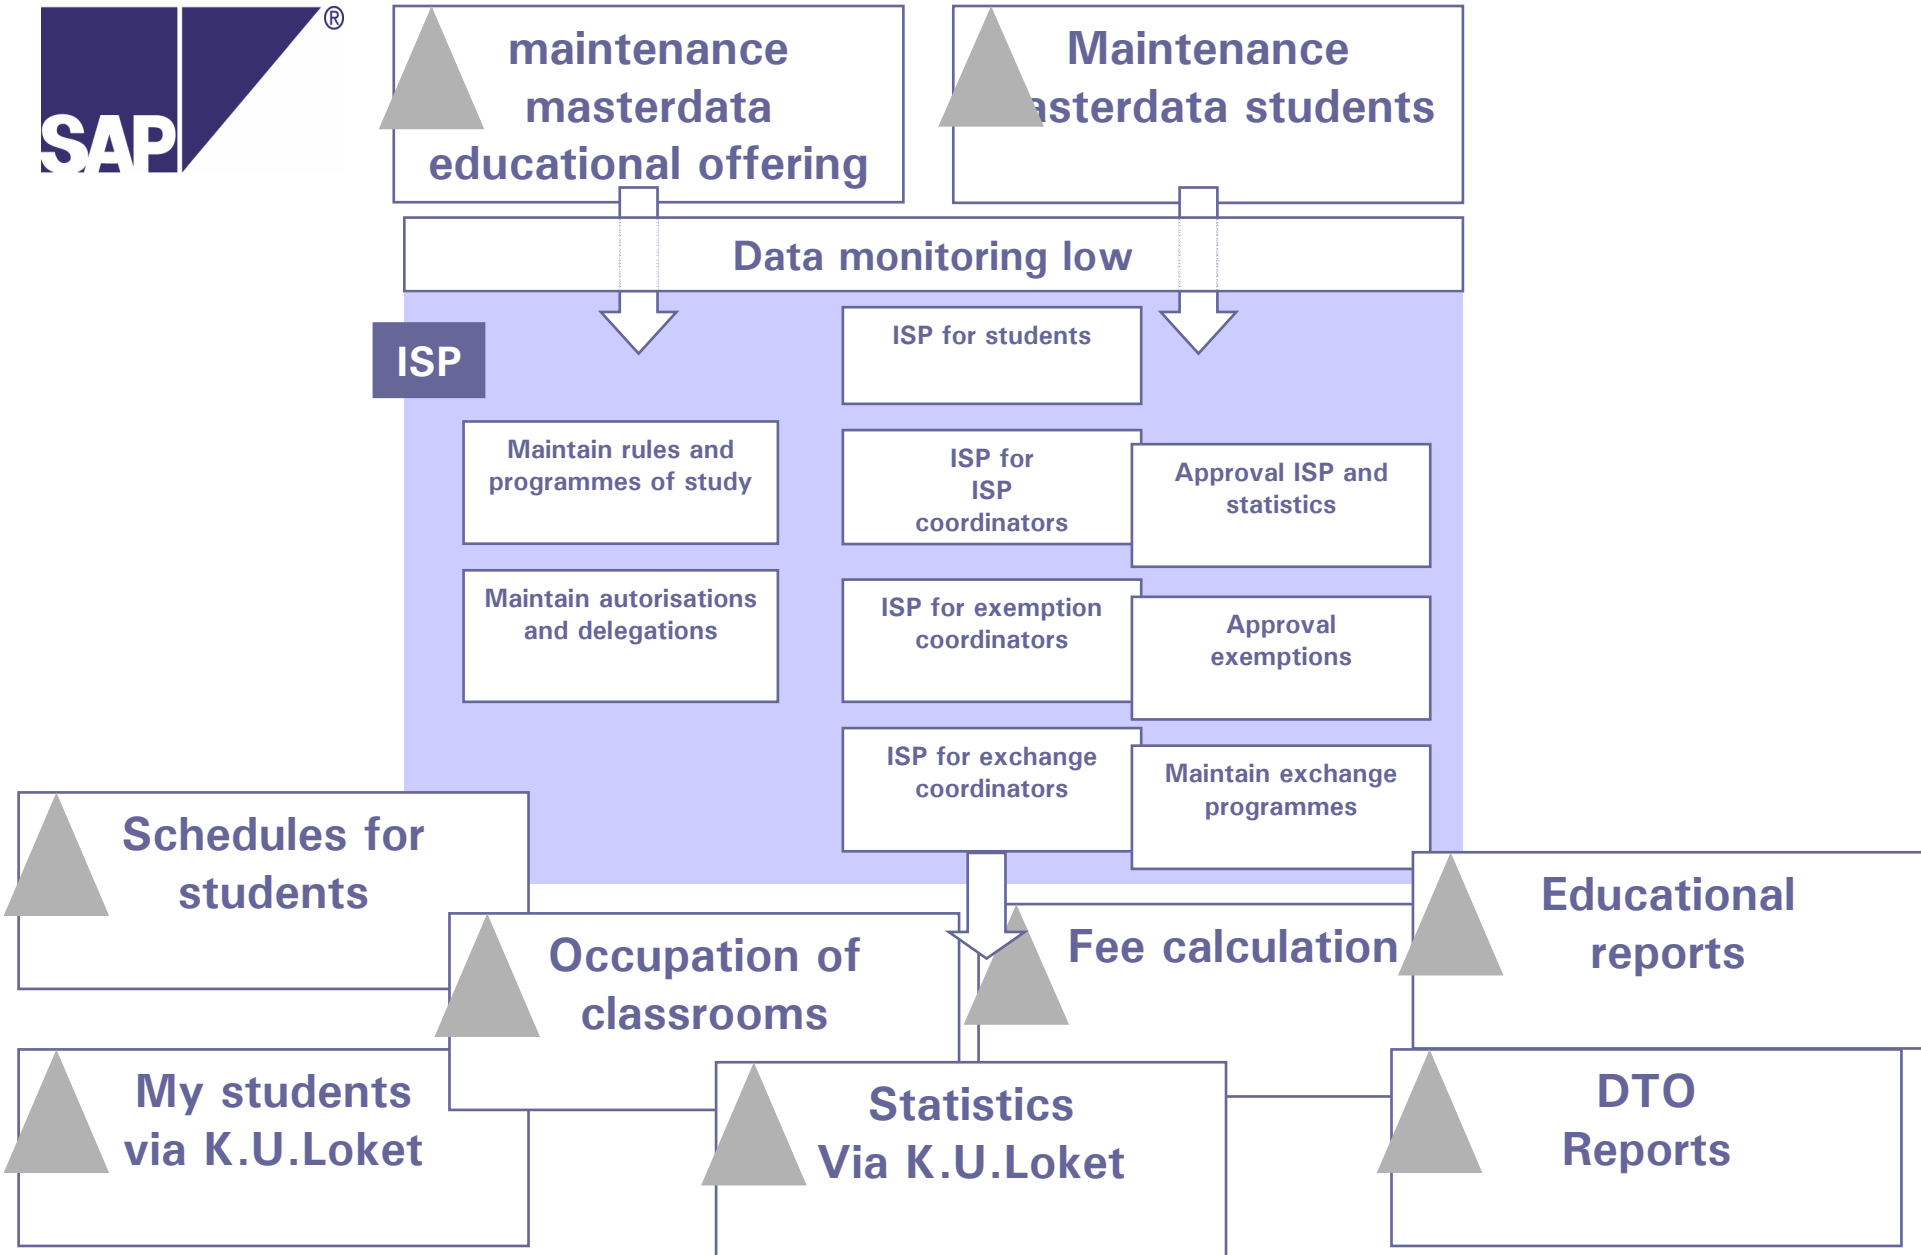 SAP
®
maintenance
masterdata
educational offering
Maintenance
asterdata students
Data monitoring low
ISP
ISP for students
Maintain rules and
programmes of study
ISP for
ISP
coordinators
Approval ISP and
statistics
Maintain autorisations
and delegations
ISP for exemption
coordinators
Approval
exemptions
ISP for exchange
coordinators
Maintain exchange
programmes
Schedules for
students
Occupation of
classrooms
Fee calculation
Educational
reports
My students
via K.U.Loket
Statistics
Via K.U.Loket
DTO
Reports